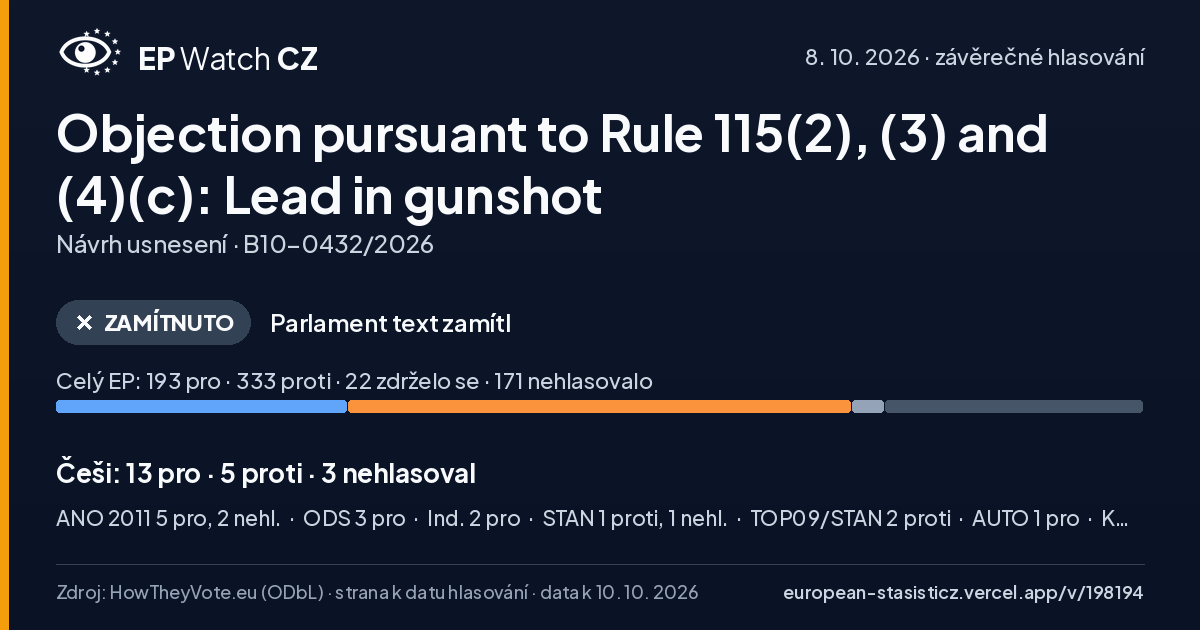 EP Watch CZ
8. 10. 2026 · závěrečné hlasování
Objection pursuant to Rule 115(2), (3) and
(4)(c): Lead in gunshot
Návrh usnesení · B10-0432/2026
✕ ZAMÍTNUTO Parlament text zamítl
Celý EP: 193 pro · 333 proti · 22 zdrželo se · 171 nehlasovalo
Češi: 13 pro · 5 proti · 3 nehlasoval
ANO 2011 5 pro, 2 nehl. · ODS 3 pro · Ind. 2 pro · STAN 1 proti, 1 nehl. · TOP09/STAN 2 proti · AUTO 1 pro · K…
Zdroj: HowTheyVote.eu (ODbL) · strana k datu hlasování · data k 10. 10. 2026
european-stasisticz.vercel.app/v/198194